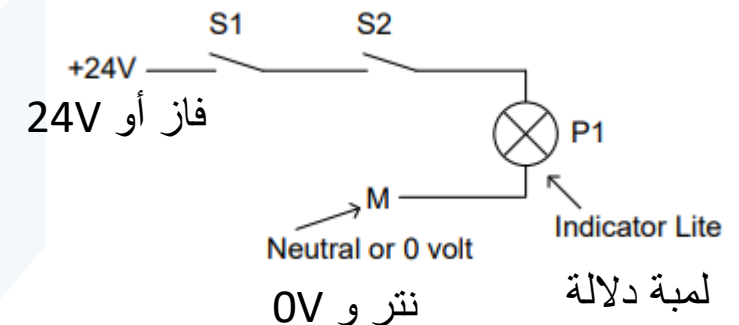 S1 S2
+24V
فاز أو 24V
P1
M
Indicator Lite
Neutral or 0 volt
لمبة دلالة
نتر و 0V